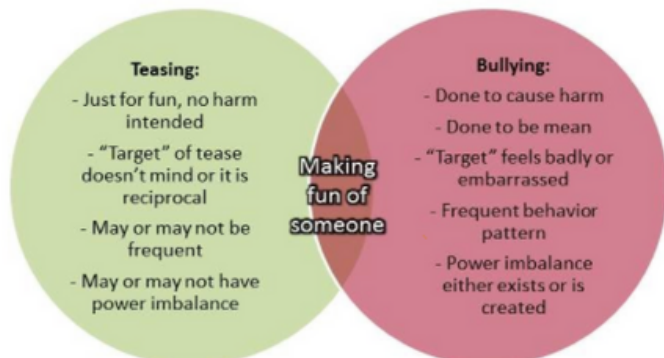 Teasing:
- Just for fun, no harm
intended
- “Target” of tease
doesn’t mind or it is
reciprocal
- May or may not be
frequent
- May or may not have
power imbalance
Making
fun of
someone
Bullying:
- Done to cause harm
- Done to be mean
- “Target” feels badly or
embarrassed
- Frequent behavior
pattern
- Power imbalance
either exists or is
created